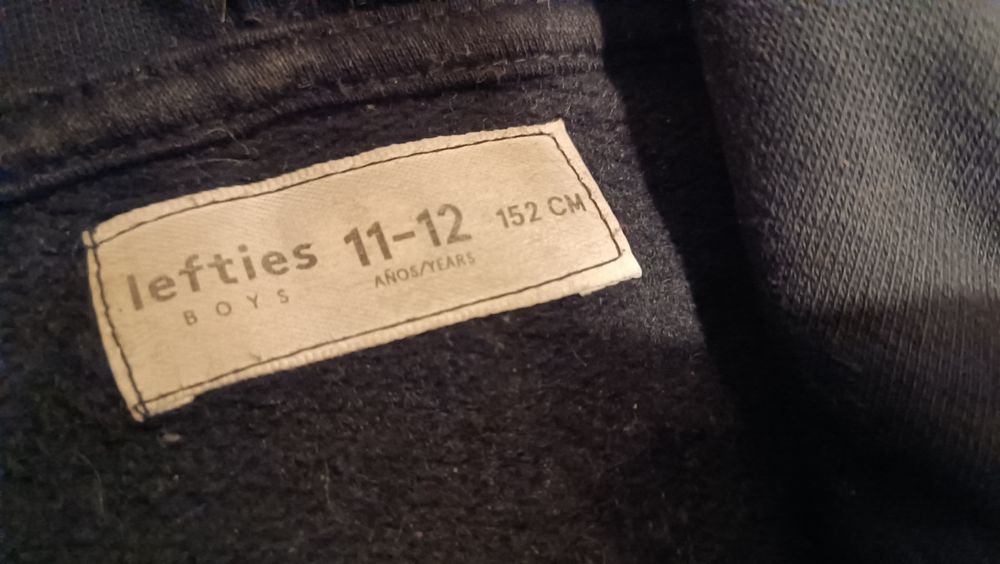 lefties 11-12 152 CM
BOYS AÑOS/YEARS